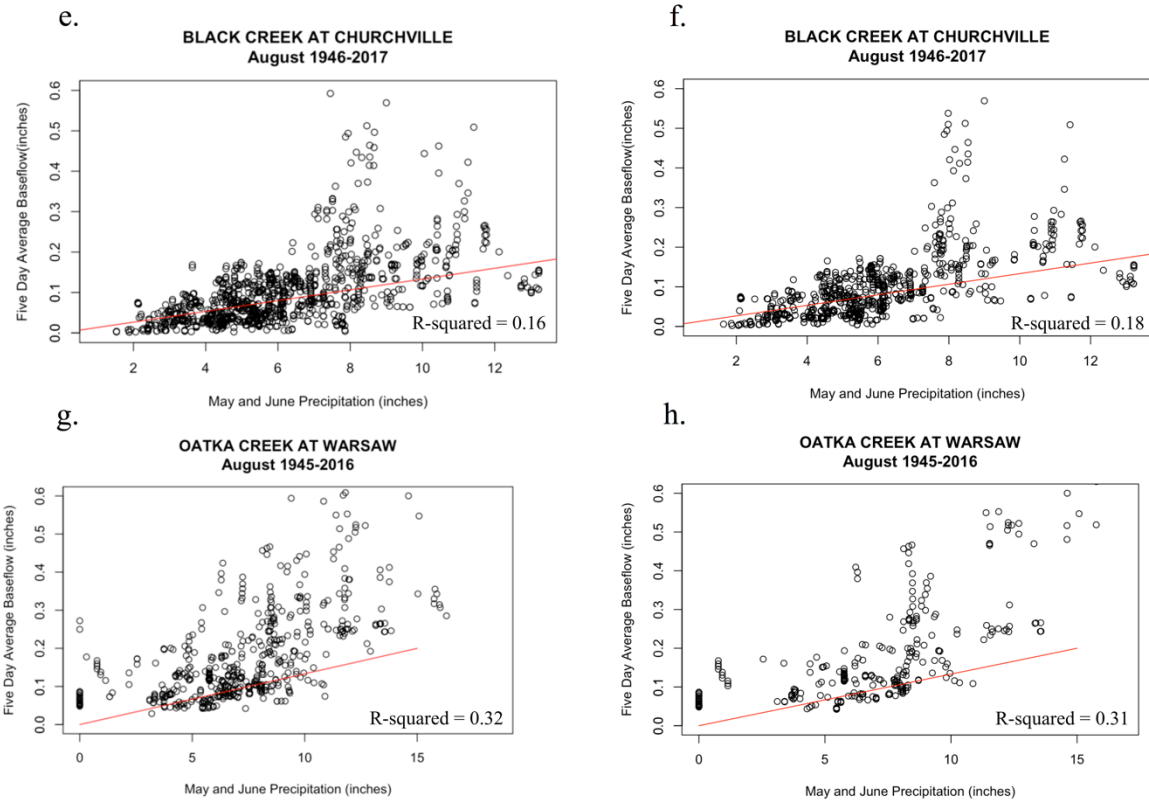 e.
BLACK CREEK AT CHURCHVILLE
August 1946-2017
Five Day Average Baseflow(inches)
0.6
0.5
0.4
0.3
0.2
0.1
0.0
R-squared = 0.16
2 4 6 8 10 12
May and June Precipitation (inches)
f.
BLACK CREEK AT CHURCHVILLE
August 1946-2017
Five Day Average Baseflow (inches)
0.6
0.5
0.4
0.3
0.2
0.1
0.0
R-squared = 0.18
2 4 6 8 10 12
May and June Precipitation (inches)
g.
OATKA CREEK AT WARSAW
August 1945-2016
Five Day Average Baseflow (inches)
0.6
0.5
0.4
0.3
0.2
0.1
0.0
R-squared = 0.32
0 5 10 15
May and June Precipitation (inches)
h.
OATKA CREEK AT WARSAW
August 1945-2016
Five Day Average Baseflow (inches)
0.6
0.5
0.4
0.3
0.2
0.1
0.0
R-squared = 0.31
0 5 10 15
May and June Precipitation (inches)